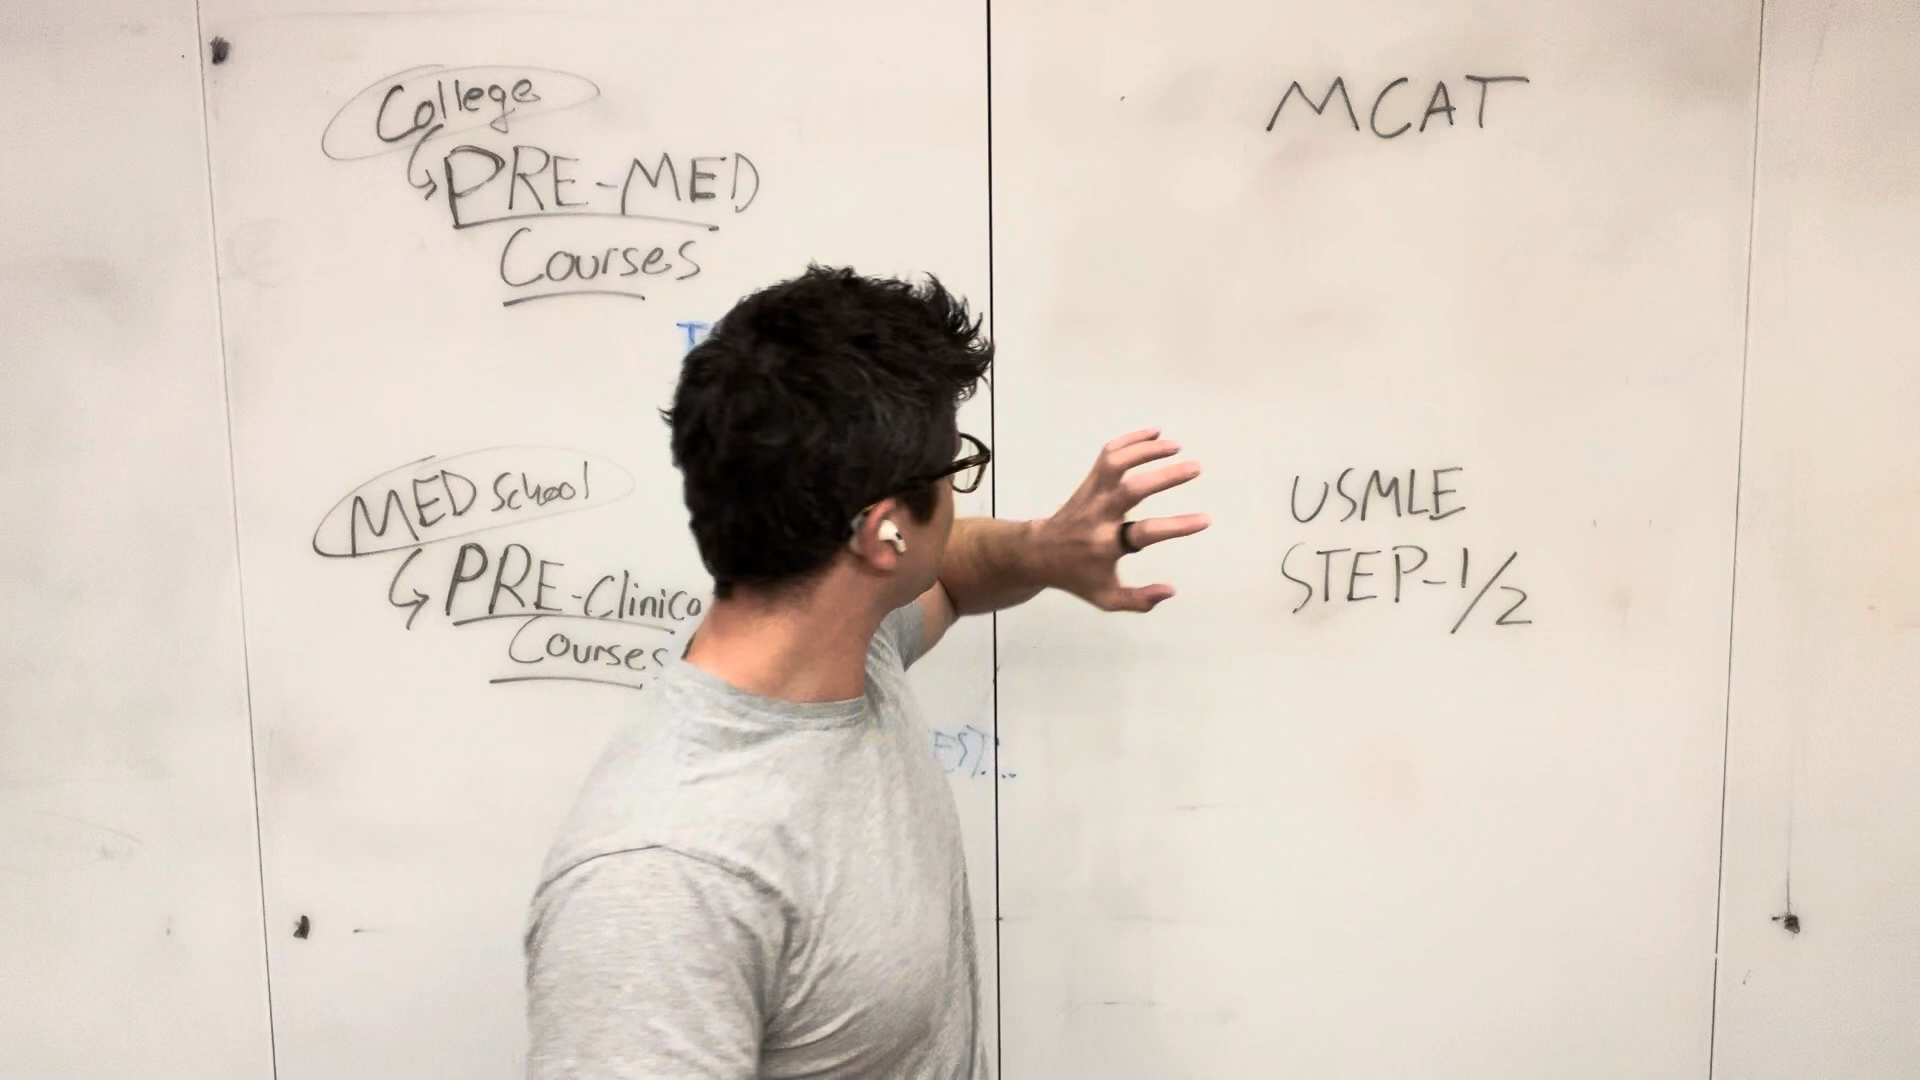 College
PRE-MED
Courses
MCAT
MED School
PRE-Clinica
Courses
USMLE
STEP-1/2